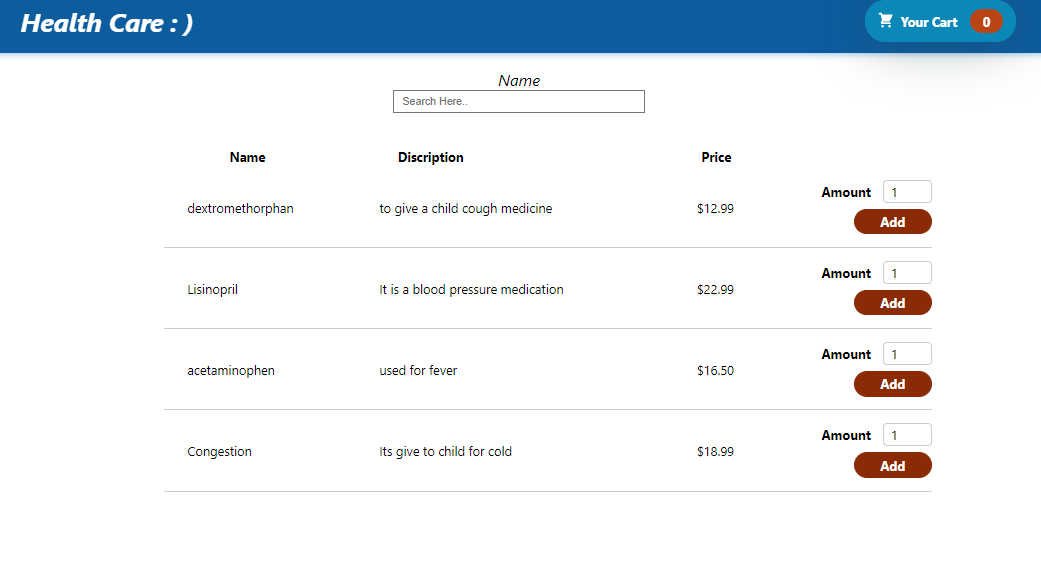 Health Care : )
Your Cart 0
Name
Search Here..
Name Discription Price
dextromethorphan to give a child cough medicine $12.99 Amount 1
Add
Lisinopril It is a blood pressure medication $22.99 Amount 1
Add
acetaminophen used for fever $16.50 Amount 1
Add
Congestion Its give to child for cold $18.99 Amount 1
Add